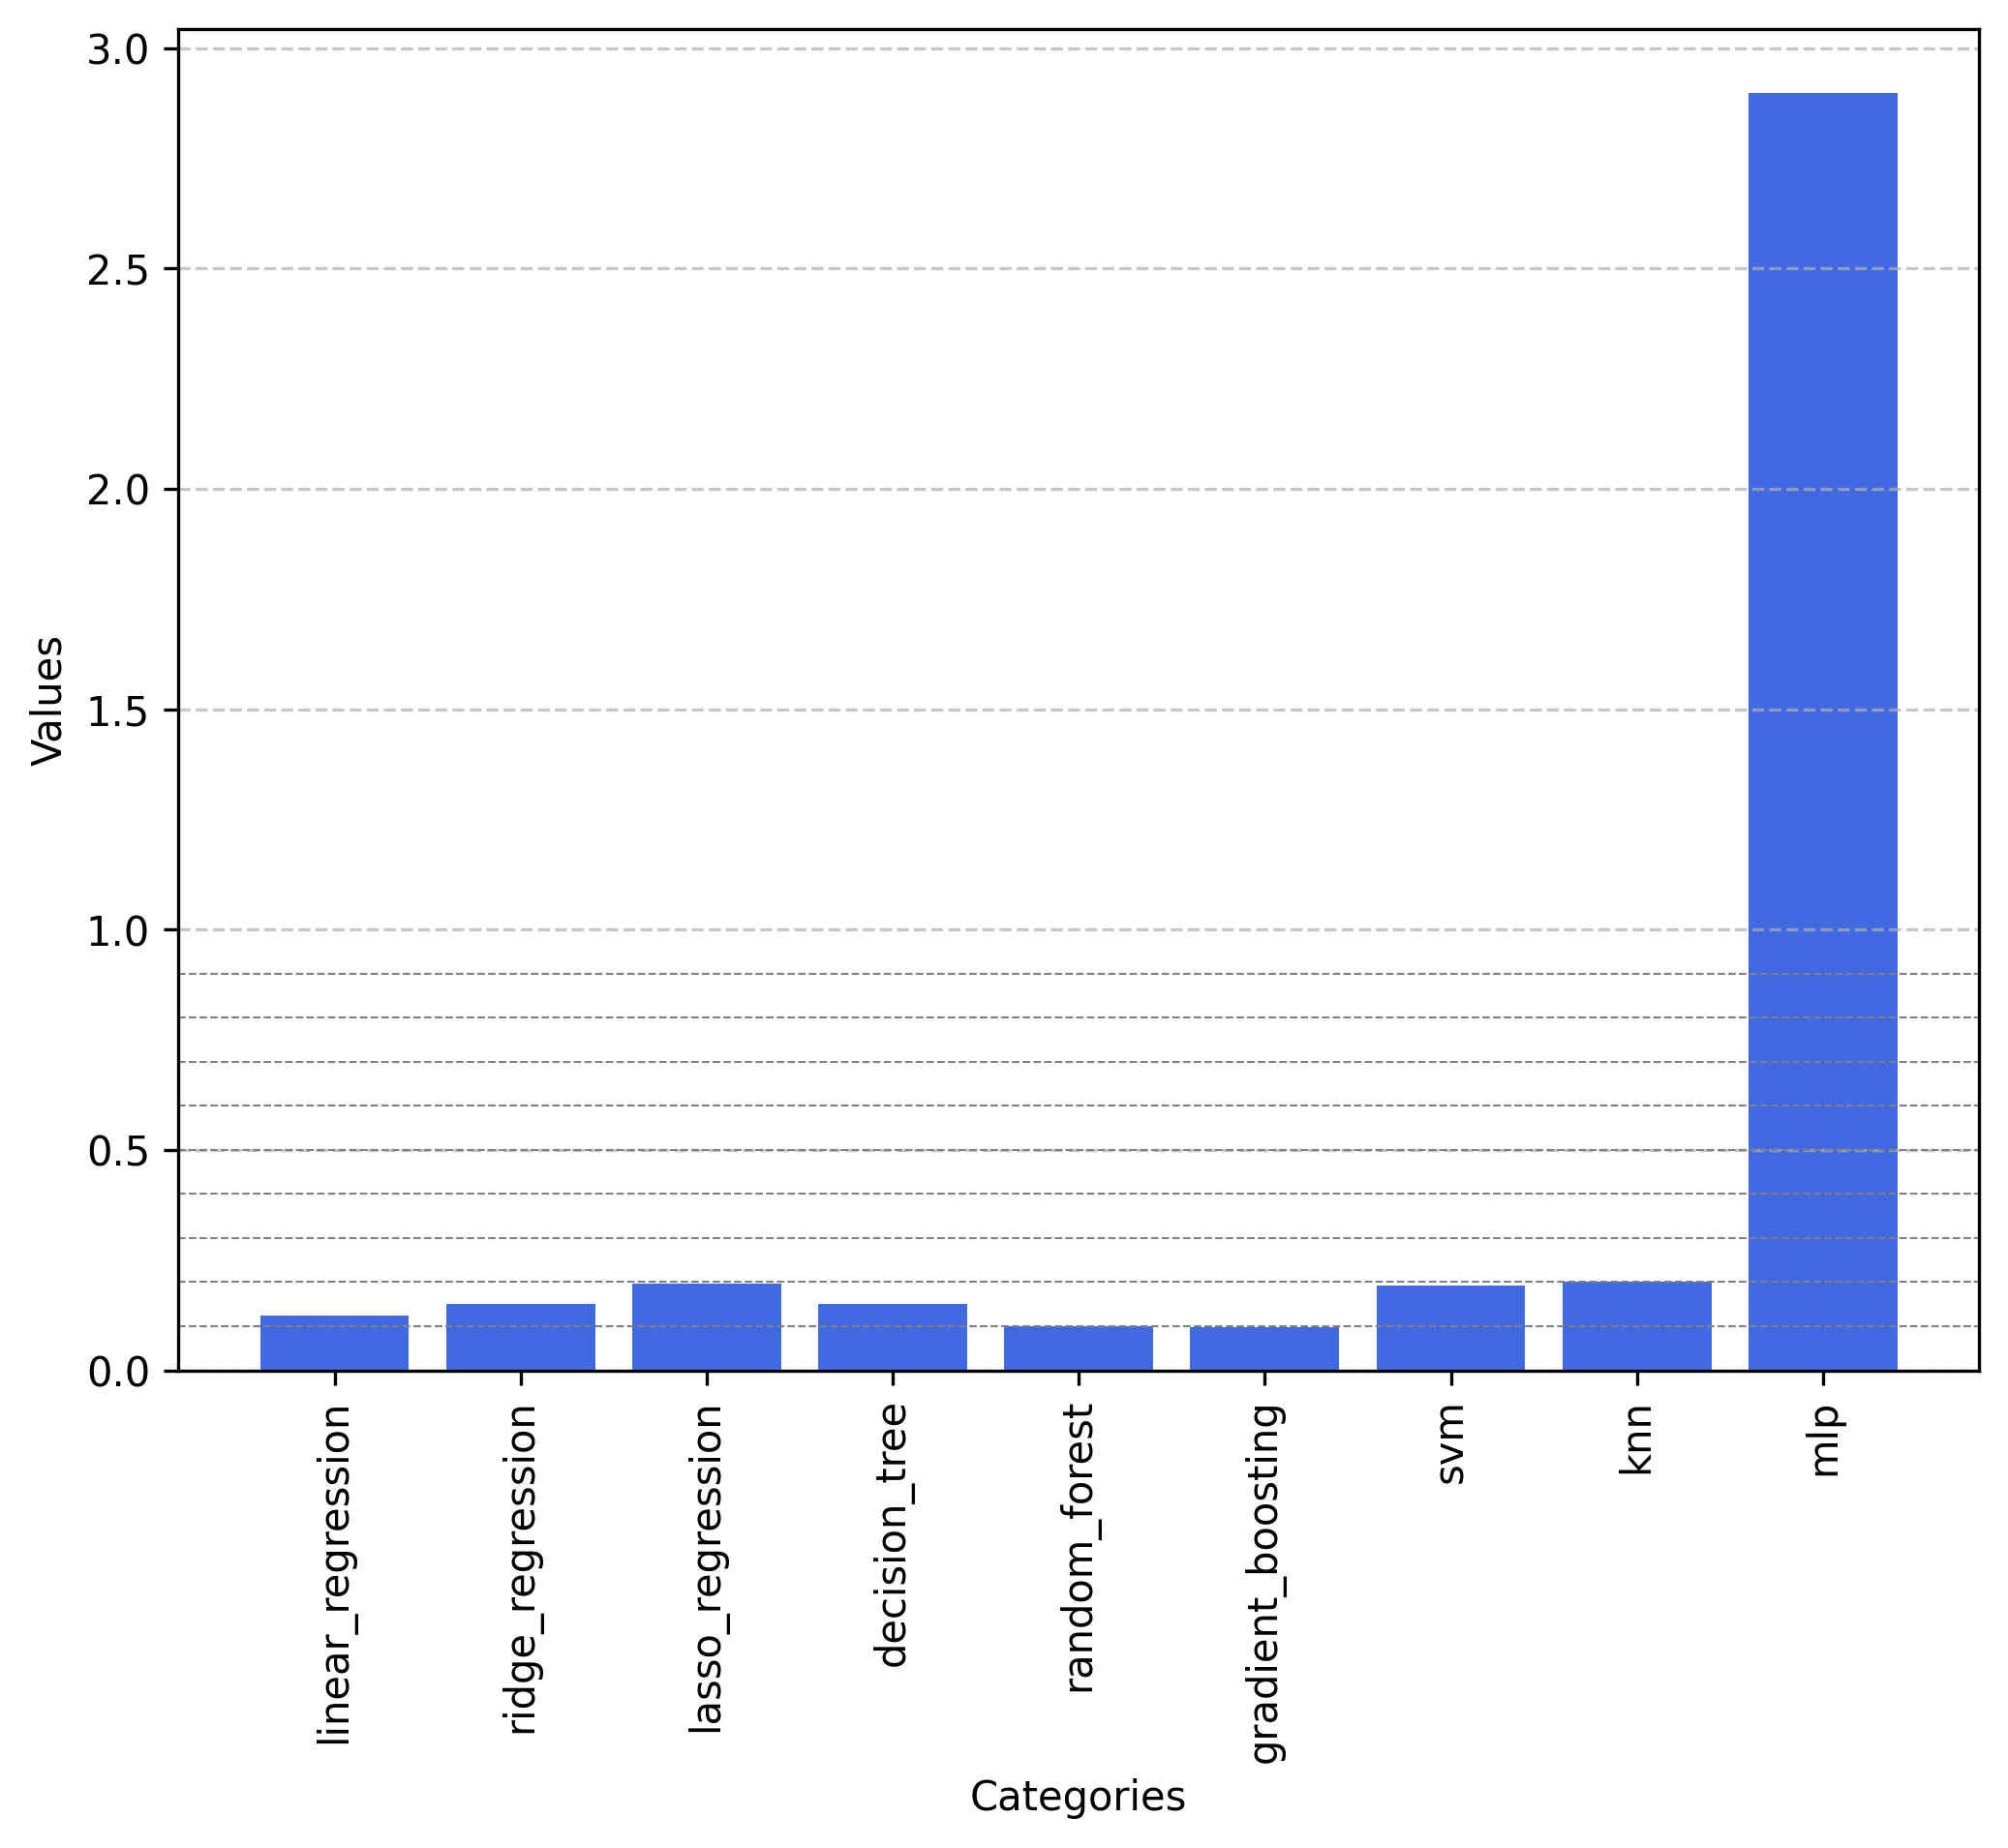 3.0
2.5
2.0
1.5
1.0
0.5
0.0
Values
linear_regression
ridge_regression
lasso_regression
decision_tree
random_forest
gradient_boosting
svm
knn
mlp
Categories